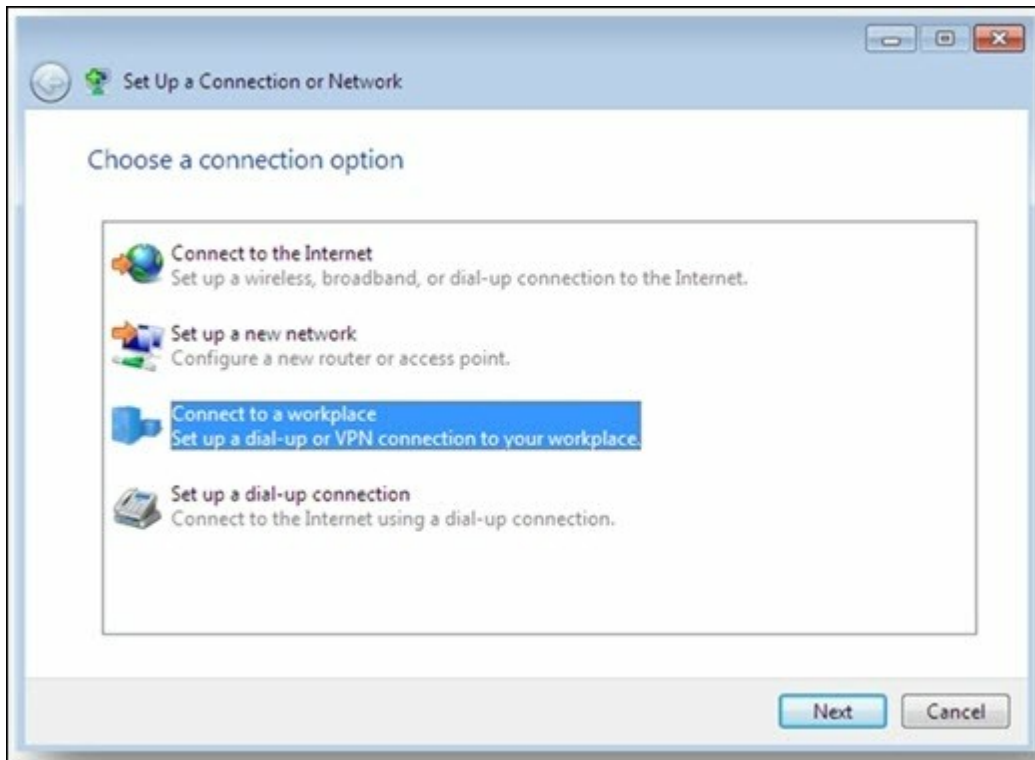 Set Up a Connection or Network
Choose a connection option
Connect to the Internet
Set up a wireless, broadband, or dial-up connection to the Internet.
Set up a new network
Configure a new router or access point.
Connect to a workplace
Set up a dial-up or VPN connection to your workplace.
Set up a dial-up connection
Connect to the Internet using a dial-up connection.
Next Cancel